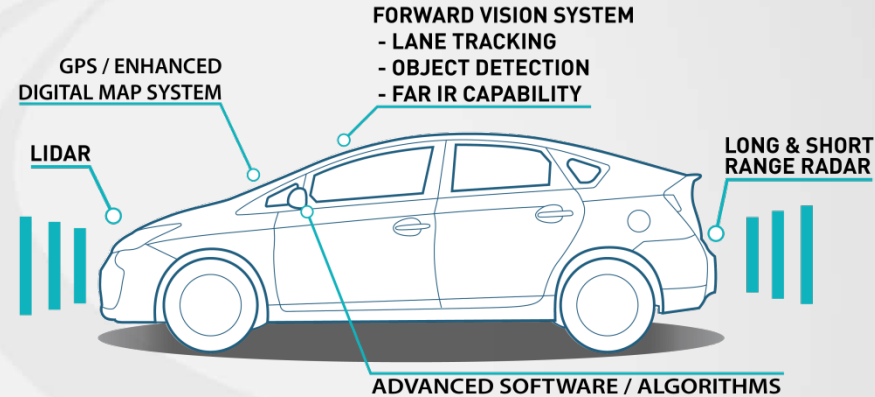 FORWARD VISION SYSTEM
- LANE TRACKING
- OBJECT DETECTION
- FAR IR CAPABILITY
GPS / ENHANCED
DIGITAL MAP SYSTEM
LIDAR
LONG & SHORT
RANGE RADAR
ADVANCED SOFTWARE / ALGORITHMS